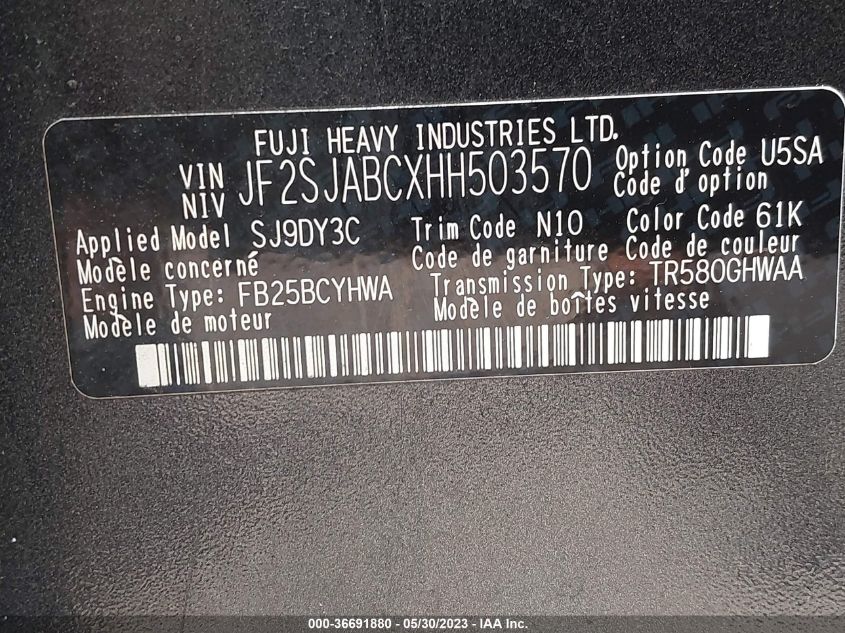 FUJI HEAVY INDUSTRIES LTD.
VIN
NIV
JF2SJABCXHH503570
Option Code U5SA
Code d'option
Applied Model SJ9DY3C
Modèle concerné
Trim Code N10
Code de garniture
Color Code 61K
Code de couleur
Engine Type: FB25BCYHWA
Modèle de moteur
Transmission Type: TR580GHWAA
Modèle de boîtes vitesse
000-36691880 - 05/30/2023 - IAA Inc.